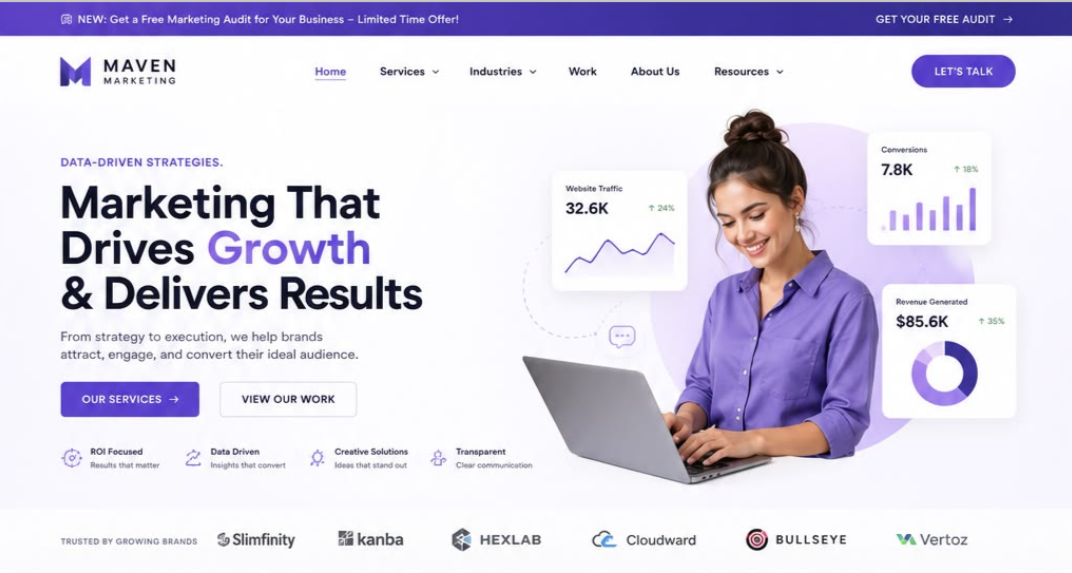 NEW: Get a Free Marketing Audit for Your Business – Limited Time Offer!
GET YOUR FREE AUDIT →
MAVEN
MARKETING
Home
Services
Industries
Work
About Us
Resources
LET'S TALK
DATA-DRIVEN STRATEGIES.
Marketing That
Drives Growth
& Delivers Results
From strategy to execution, we help brands
attract, engage, and convert their ideal audience.
OUR SERVICES →
VIEW OUR WORK
ROI Focused
Results that matter
Data Driven
Insights that convert
Creative Solutions
Ideas that stand out
Transparent
Clear communication
Website Traffic
32.6K ↑ 24%
Conversions
7.8K ↑ 18%
Revenue Generated
$85.6K ↑ 35%
TRUSTED BY GROWING BRANDS
Slimfinity
kanba
HEXLAB
Cloudward
BULLSEYE
Vertoz